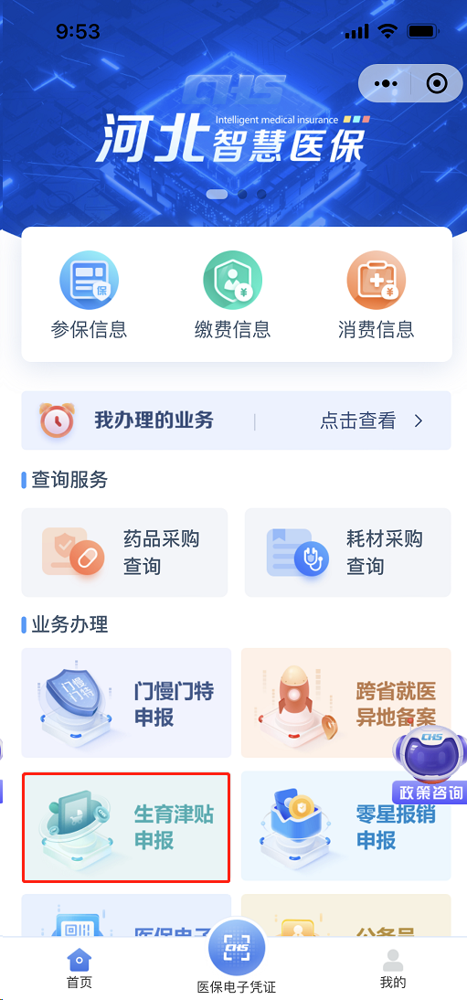 9:53
CHS
Intelligent medical insurance
河北智慧医保
保
参保信息
缴费信息
消费信息
我办理的业务
点击查看
查询服务
药品采购
查询
耗材采购
查询
业务办理
门慢
门特
门慢门特
申报
跨省就医
异地备案
CHS
政策咨询
生育津贴
申报
零星报销
申报
医保电子
公务员
CHS
首页
医保电子凭证
我的